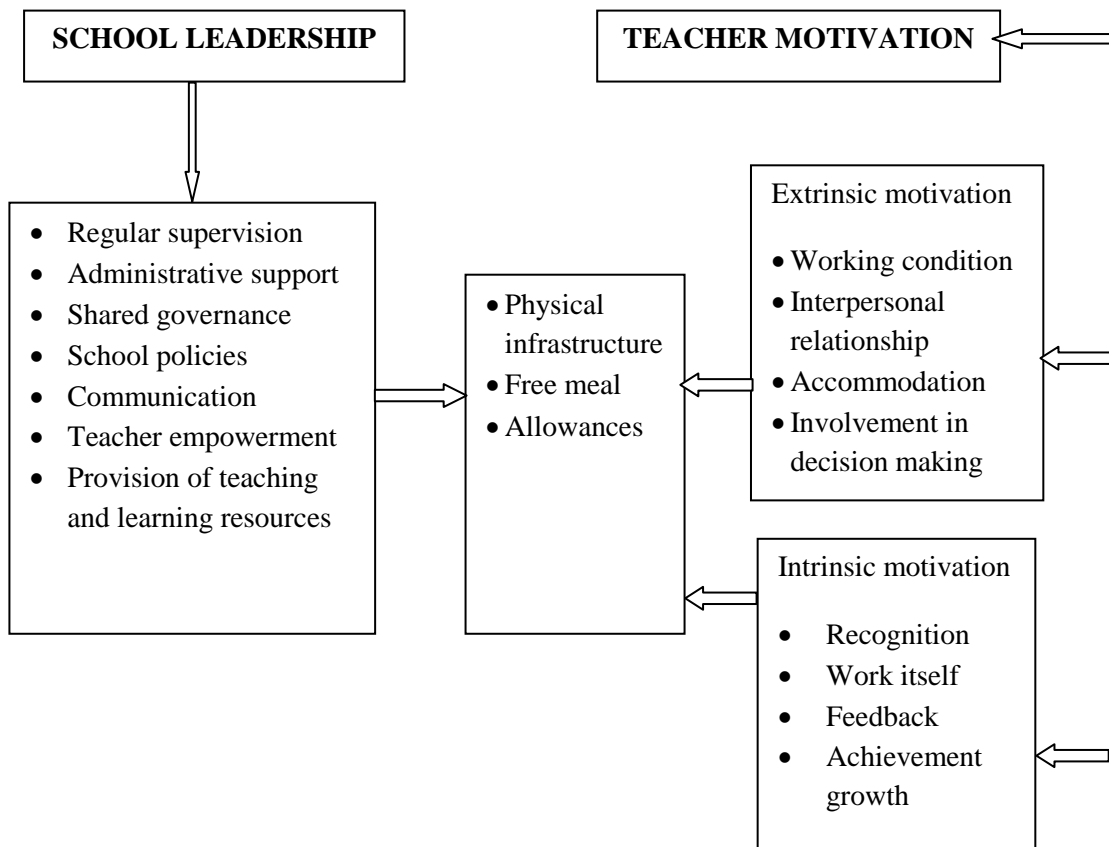 SCHOOL LEADERSHIP
TEACHER MOTIVATION
• Regular supervision
• Administrative support
• Shared governance
• School policies
• Communication
• Teacher empowerment
• Provision of teaching
and learning resources
• Physical
infrastructure
• Free meal
• Allowances
Extrinsic motivation
• Working condition
• Interpersonal
relationship
• Accommodation
• Involvement in
decision making
Intrinsic motivation
• Recognition
• Work itself
• Feedback
• Achievement
growth